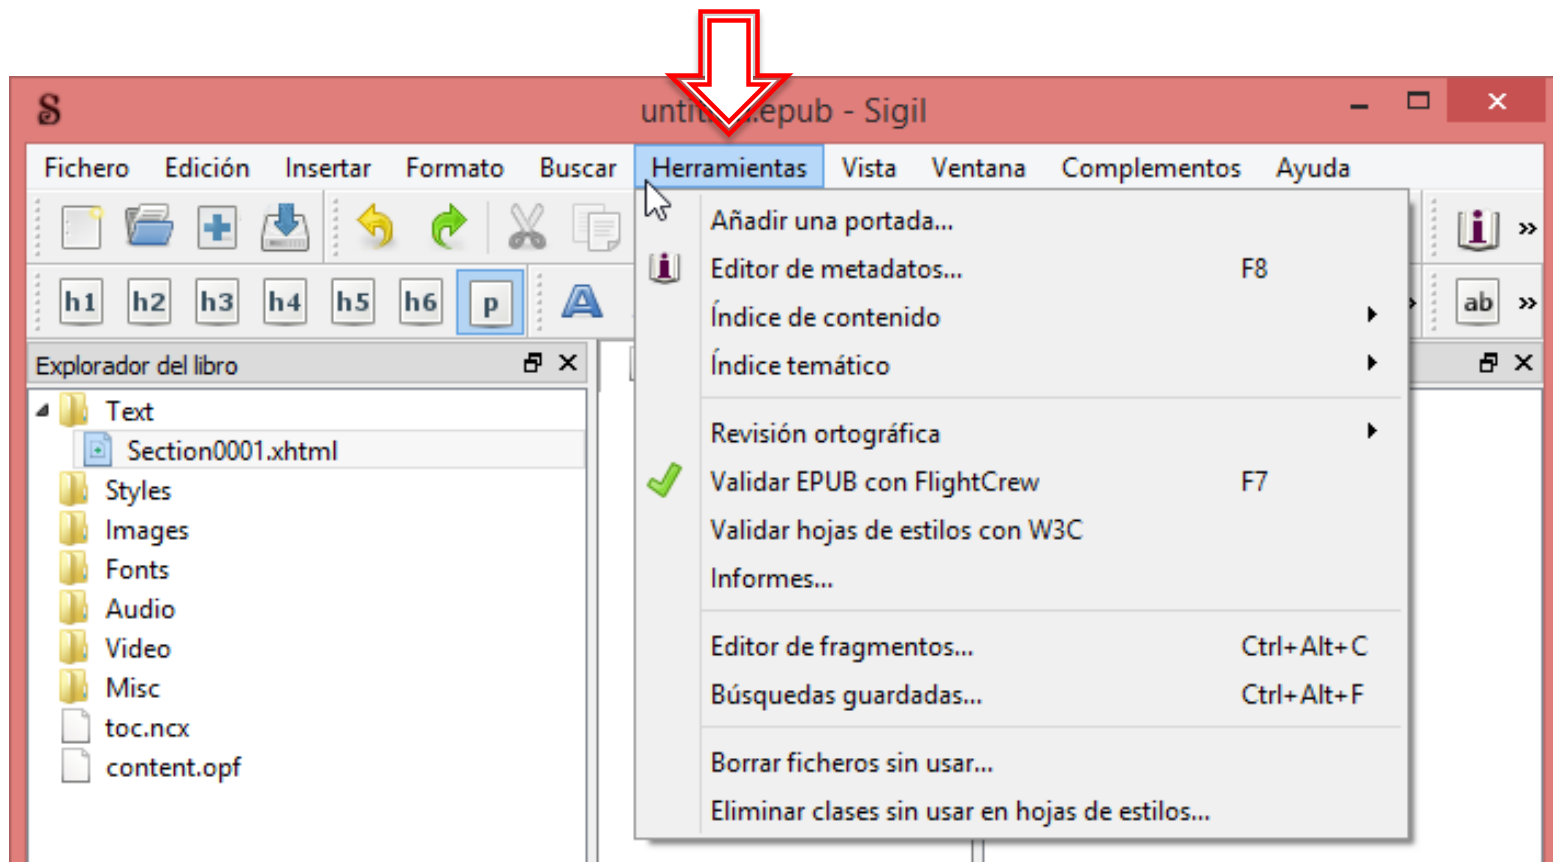 .epub - Sigil
Fichero Edición Insertar Formato Buscar Herramientas Vista Ventana Complementos Ayuda
h1 h2 h3 h4 h5 h6 p A ab
Explorador del libro
Text
Section0001.xhtml
Styles
Images
Fonts
Audio
Video
Misc
toc.ncx
content.opf
Añadir una portada...
Editor de metadatos... F8
Índice de contenido
Índice temático
Revisión ortográfica
Validar EPUB con FlightCrew F7
Validar hojas de estilos con W3C
Informes...
Editor de fragmentos... Ctrl+Alt+C
Búsquedas guardadas... Ctrl+Alt+F
Borrar ficheros sin usar...
Eliminar clases sin usar en hojas de estilos...